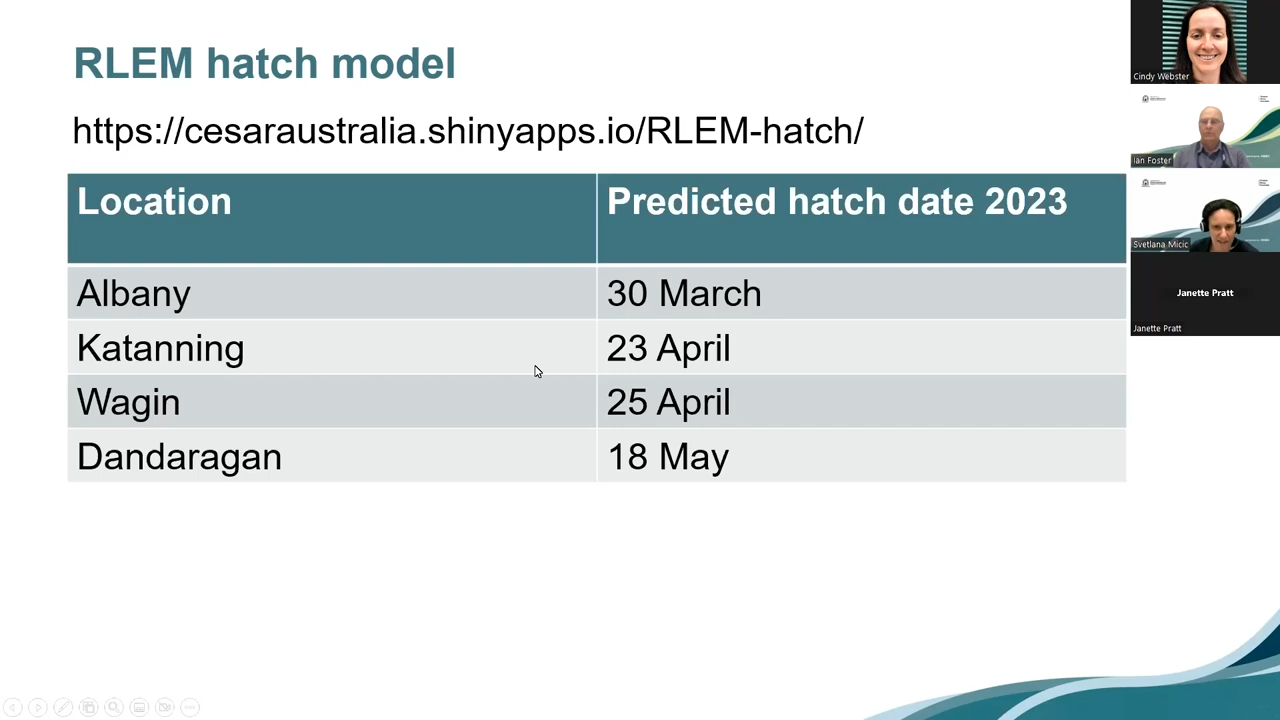 RLEM hatch model
https://cesaraustralia.shinyapps.io/RLEM-hatch/
Location Predicted hatch date 2023
Albany 30 March
Katanning 23 April
Wagin 25 April
Dandaragan 18 May
Cindy Webster
Ian Foster
Svetlana Micic
Janette Pratt
Janette Pratt